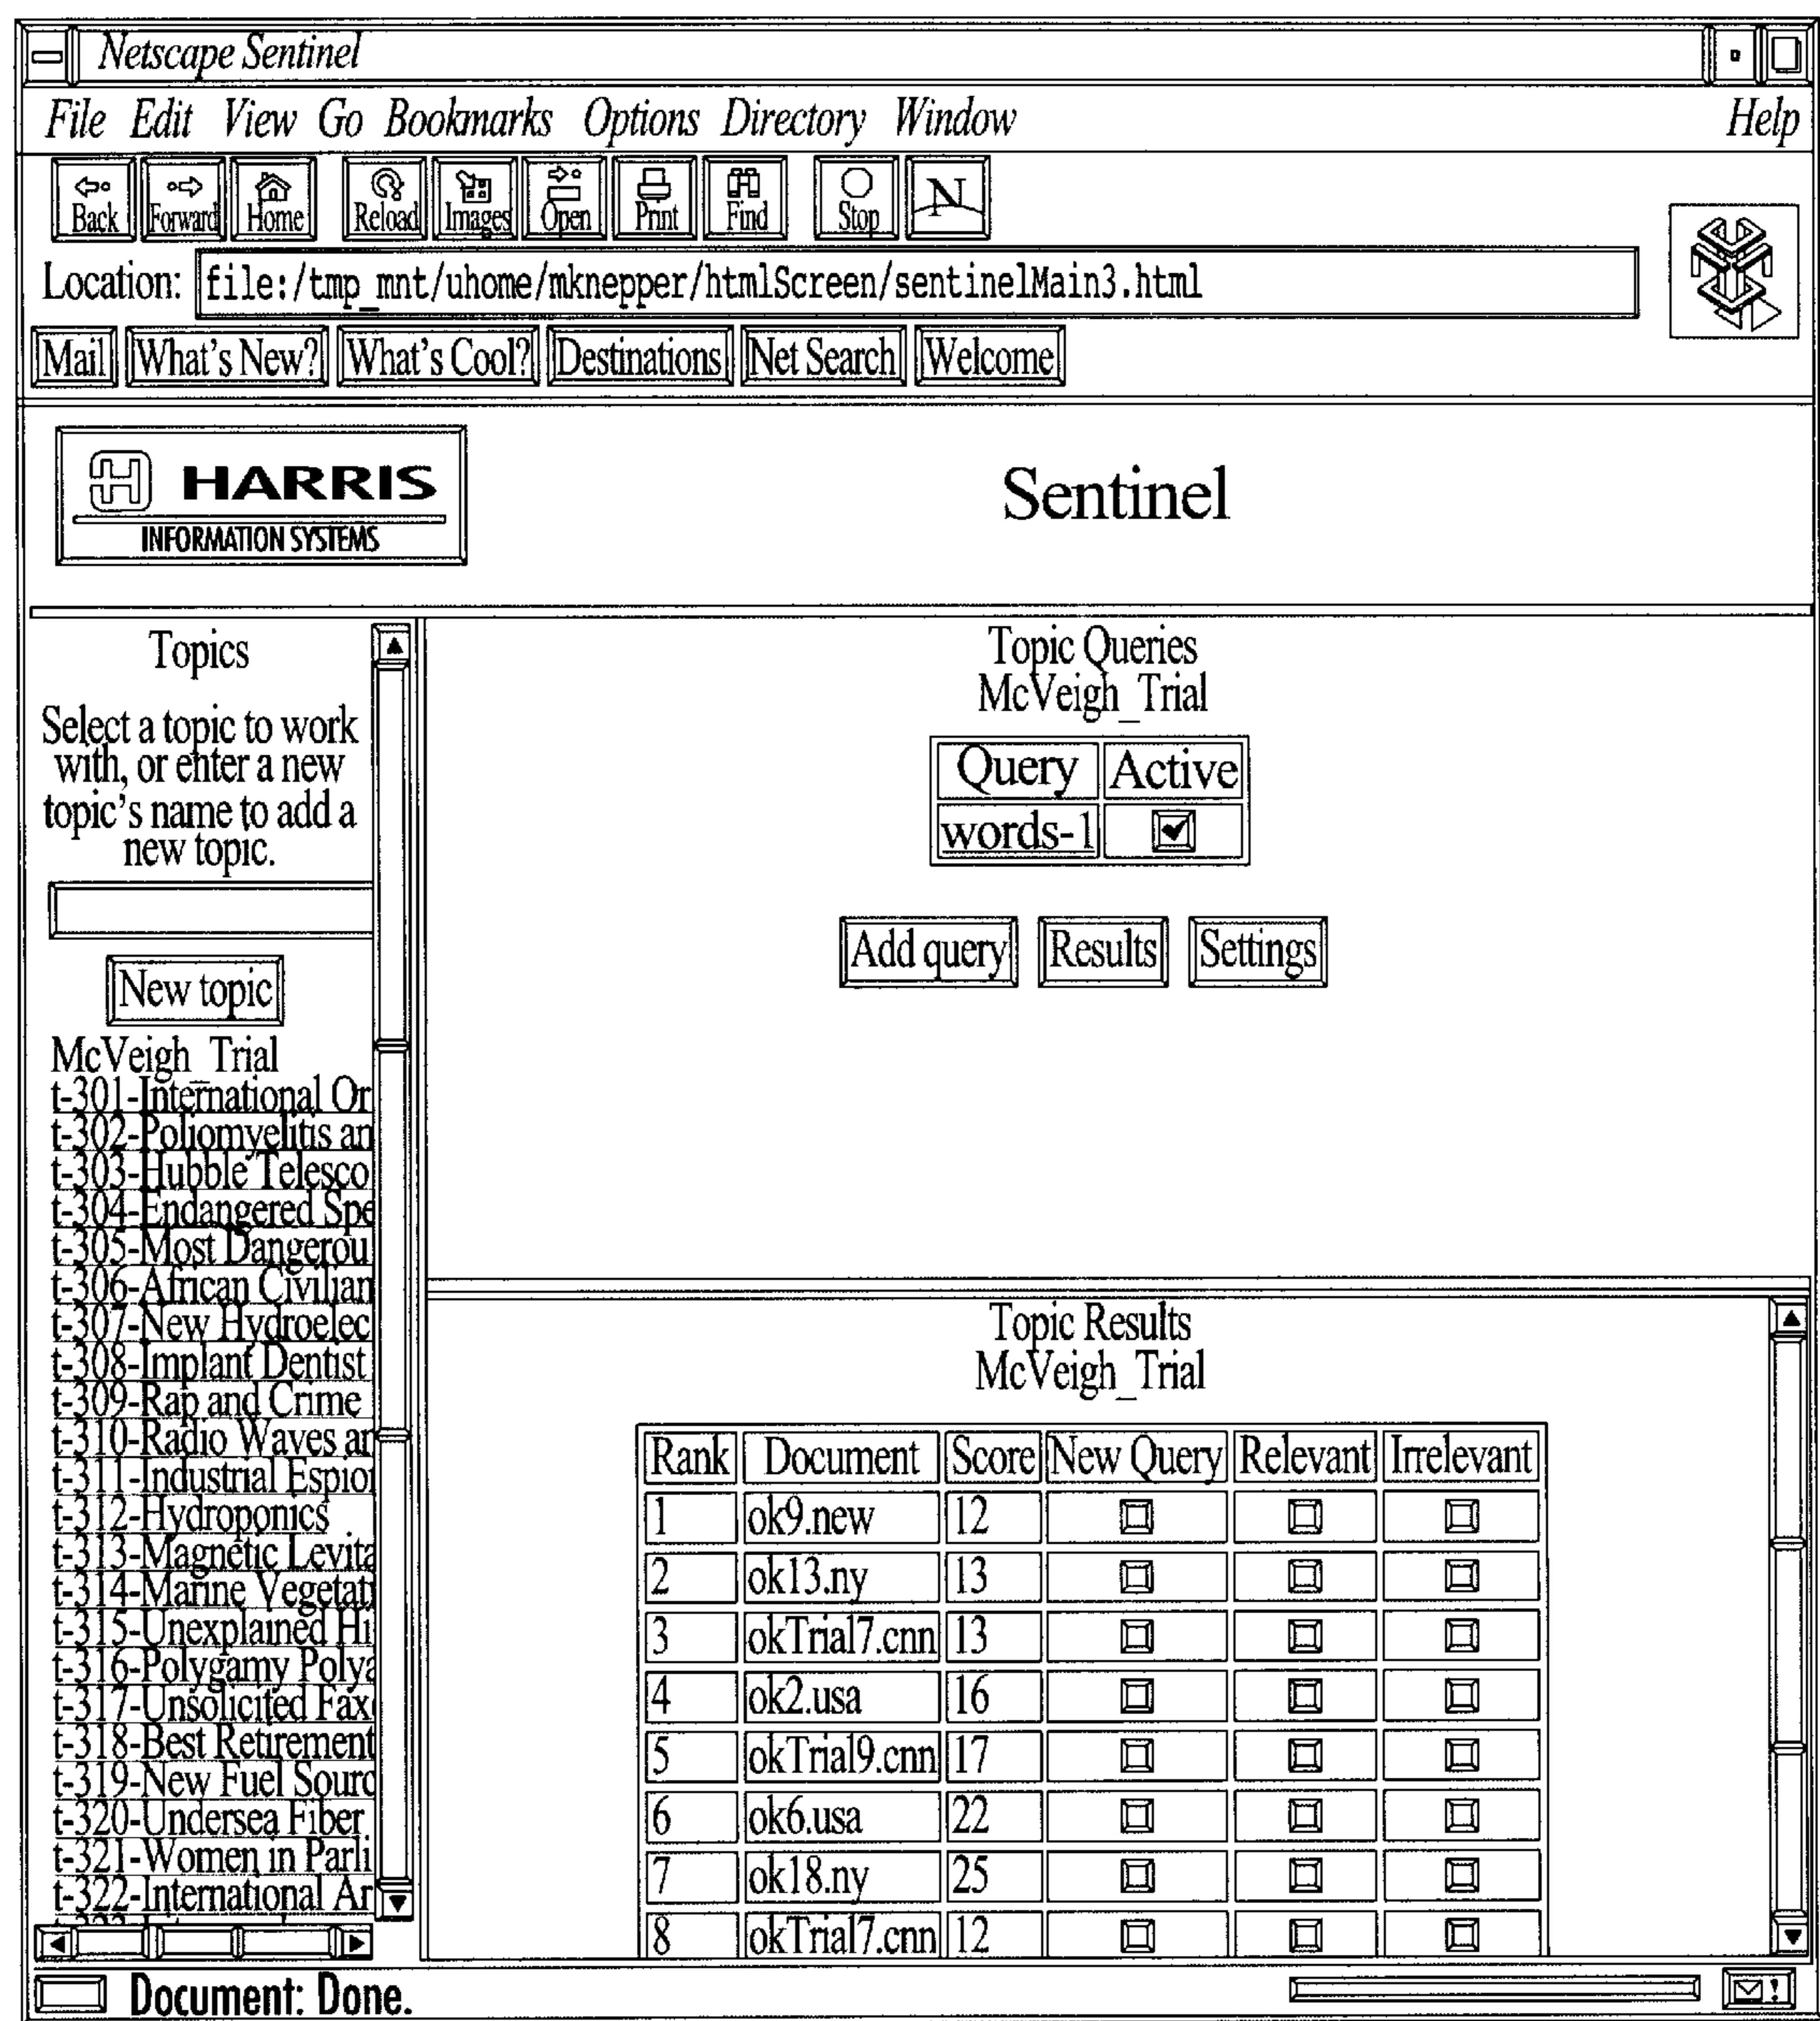 Netscape Sentinel
File Edit View Go Bookmarks Options Directory Window Help
Back Forward Home Reload Images Open Print Find Stop N
Location: file:/tmp_mnt/uhome/mknepper/htmlScreen/sentinelMain3.html
Mail What's New? What's Cool? Destinations Net Search Welcome
H HARRIS
INFORMATION SYSTEMS
Sentinel
Topics
Select a topic to work
with, or enter a new
topic's name to add a
new topic.
New topic
McVeigh_Trial
t-301-International Or
t-302-Poliomyelitis an
t-303-Hubble Telesco
t-304-Endangered Spe
t-305-Most Dangerou
t-306-African Civilian
t-307-New Hydroelec
t-308-Implant Dentist
t-309-Rap and Crime
t-310-Radio Waves an
t-311-Industrial Espion
t-312-Hydroponics
t-313-Magnetic Levita
t-314-Marine Vegetati
t-315-Unexplained Hi
t-316-Polygamy Polya
t-317-Unsolicited Faxe
t-318-Best Retirement
t-319-New Fuel Sourc
t-320-Undersea Fiber
t-321-Women in Parli
t-322-International Ar
Topic Queries
McVeigh_Trial
Query Active
words-1
Add query Results Settings
Topic Results
McVeigh_Trial
Rank Document Score New Query Relevant Irrelevant
1 ok9.new 12
2 ok13.ny 13
3 okTrial7.cnn 13
4 ok2.usa 16
5 okTrial9.cnn 17
6 ok6.usa 22
7 ok18.ny 25
8 okTrial7.cnn 12
Document: Done.
!